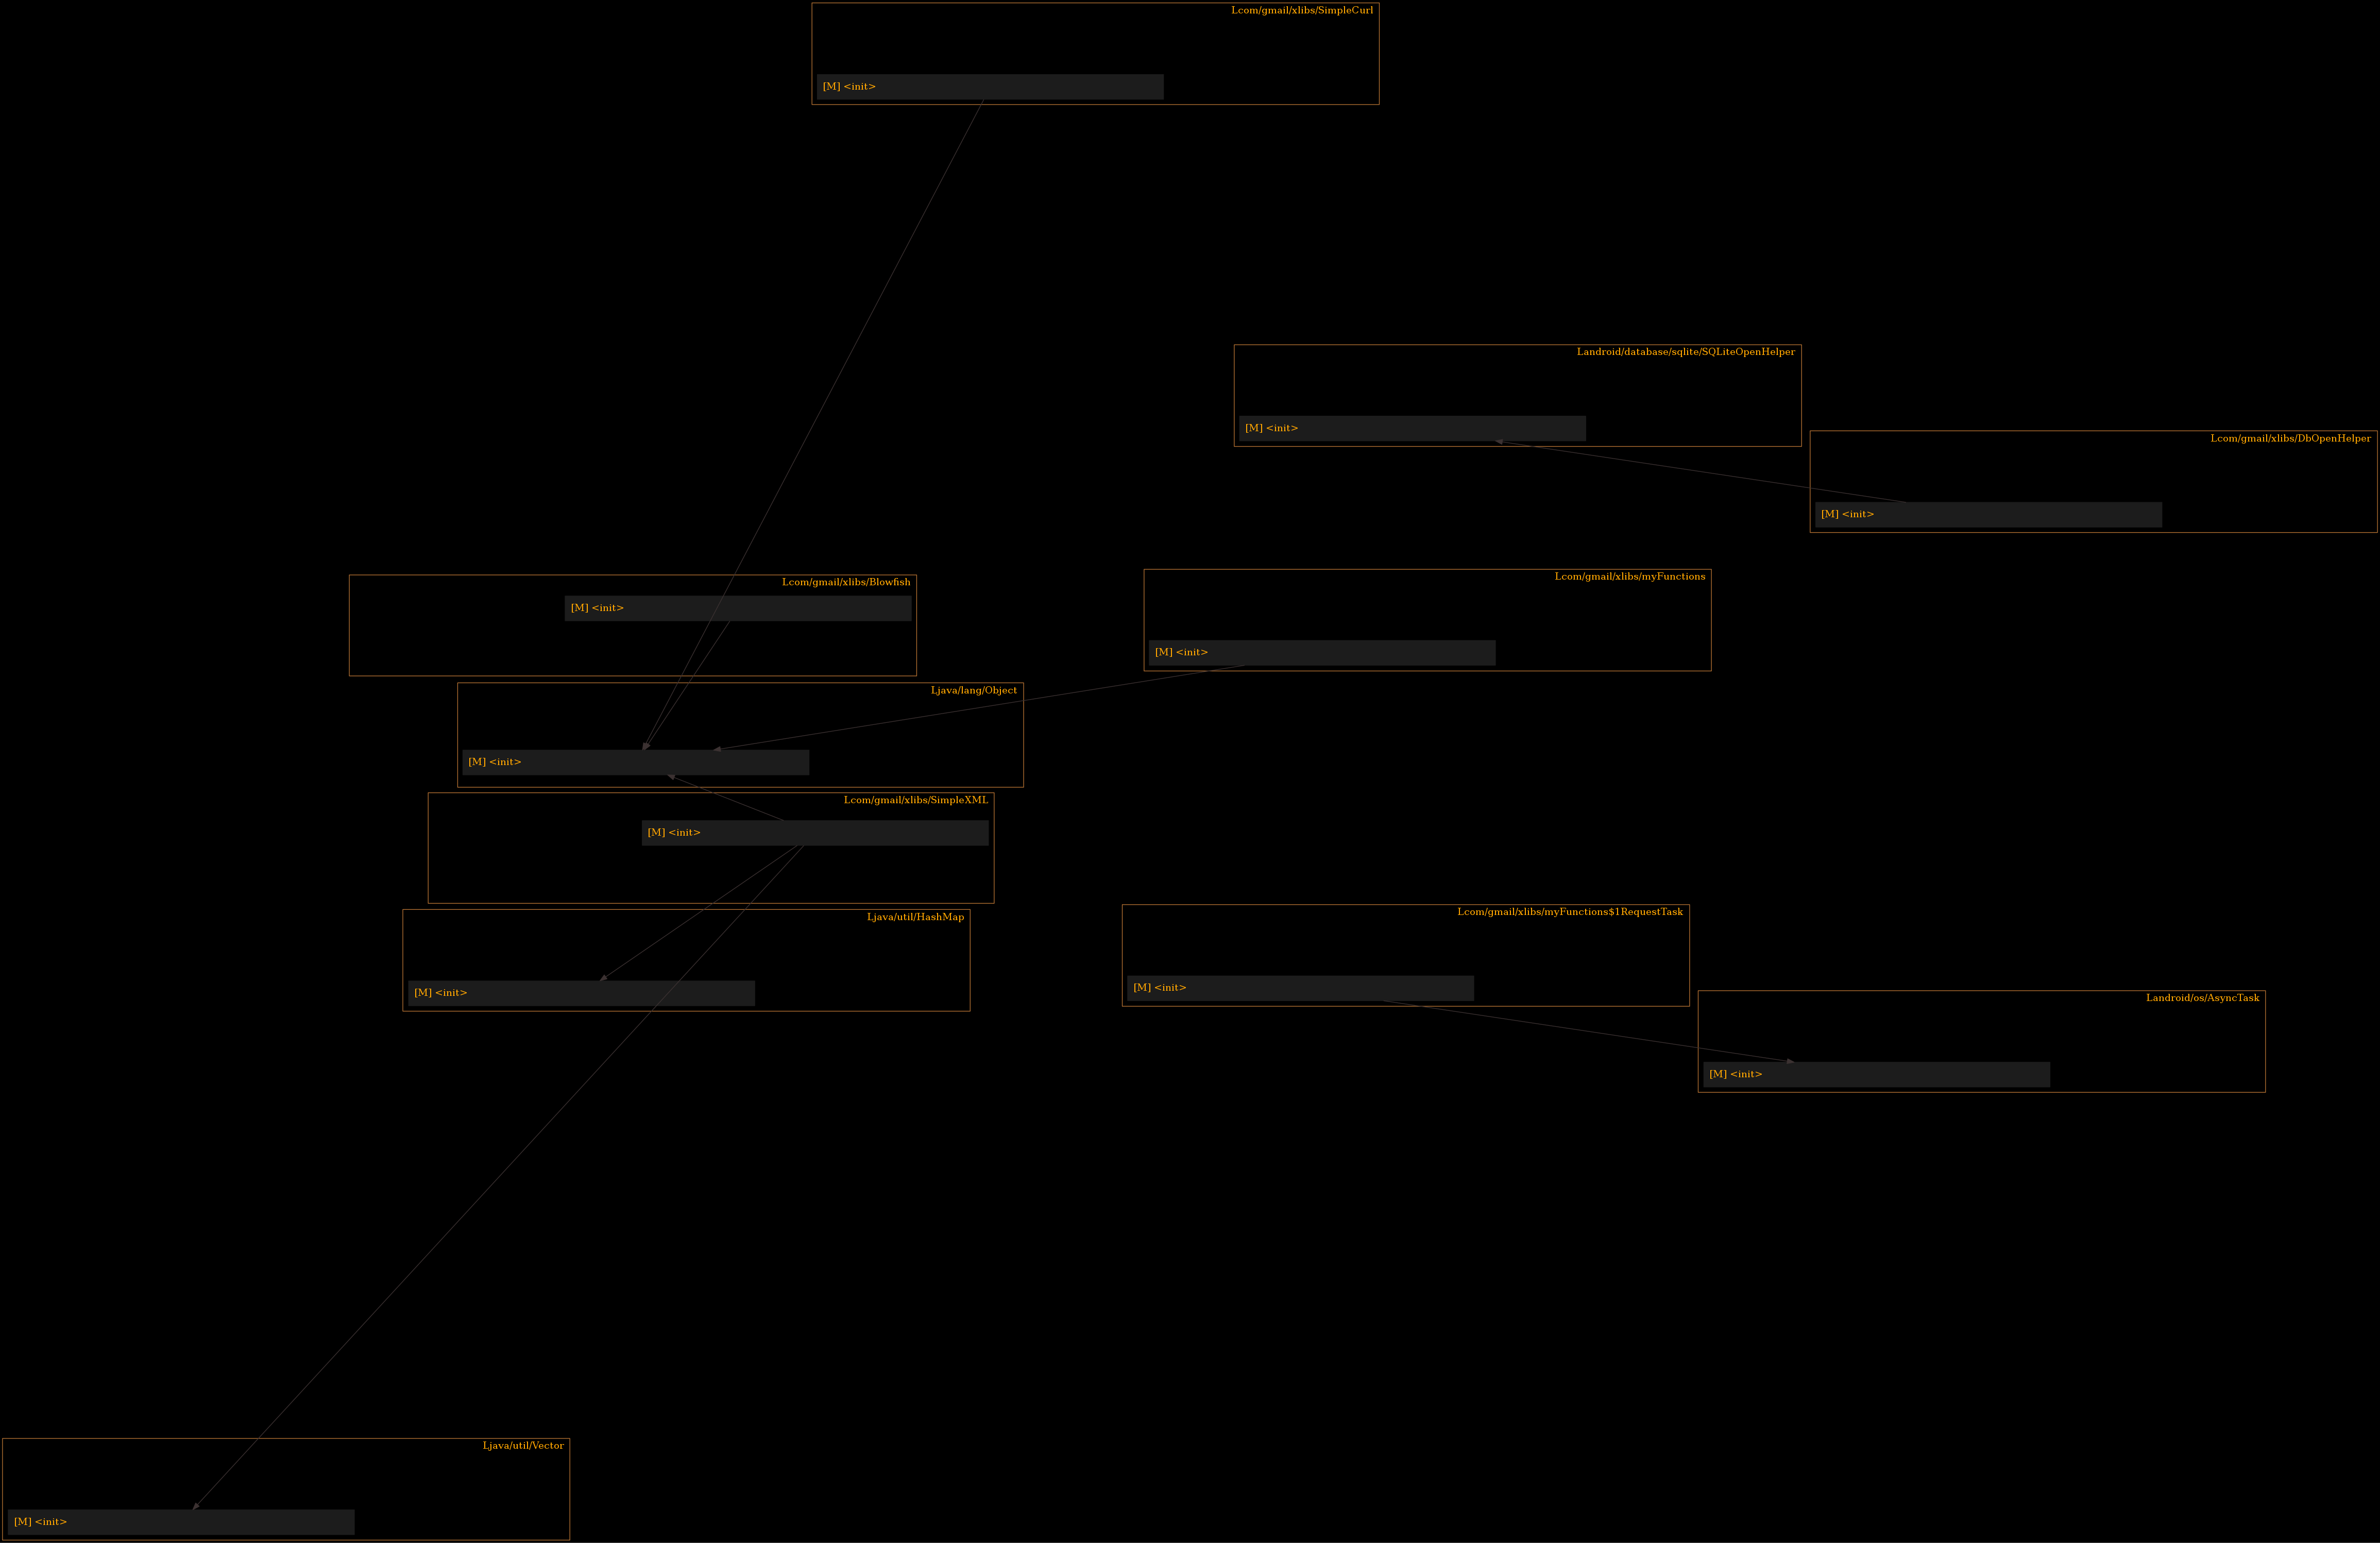 Lcom/gmail/xlibs/SimpleCurl
[M] <init>
Landroid/database/sqlite/SQLiteOpenHelper
[M] <init>
Lcom/gmail/xlibs/DbOpenHelper
[M] <init>
Lcom/gmail/xlibs/Blowfish
[M] <init>
Lcom/gmail/xlibs/myFunctions
[M] <init>
Ljava/lang/Object
[M] <init>
Lcom/gmail/xlibs/SimpleXML
[M] <init>
Ljava/util/HashMap
[M] <init>
Lcom/gmail/xlibs/myFunctions$1RequestTask
[M] <init>
Landroid/os/AsyncTask
[M] <init>
Ljava/util/Vector
[M] <init>